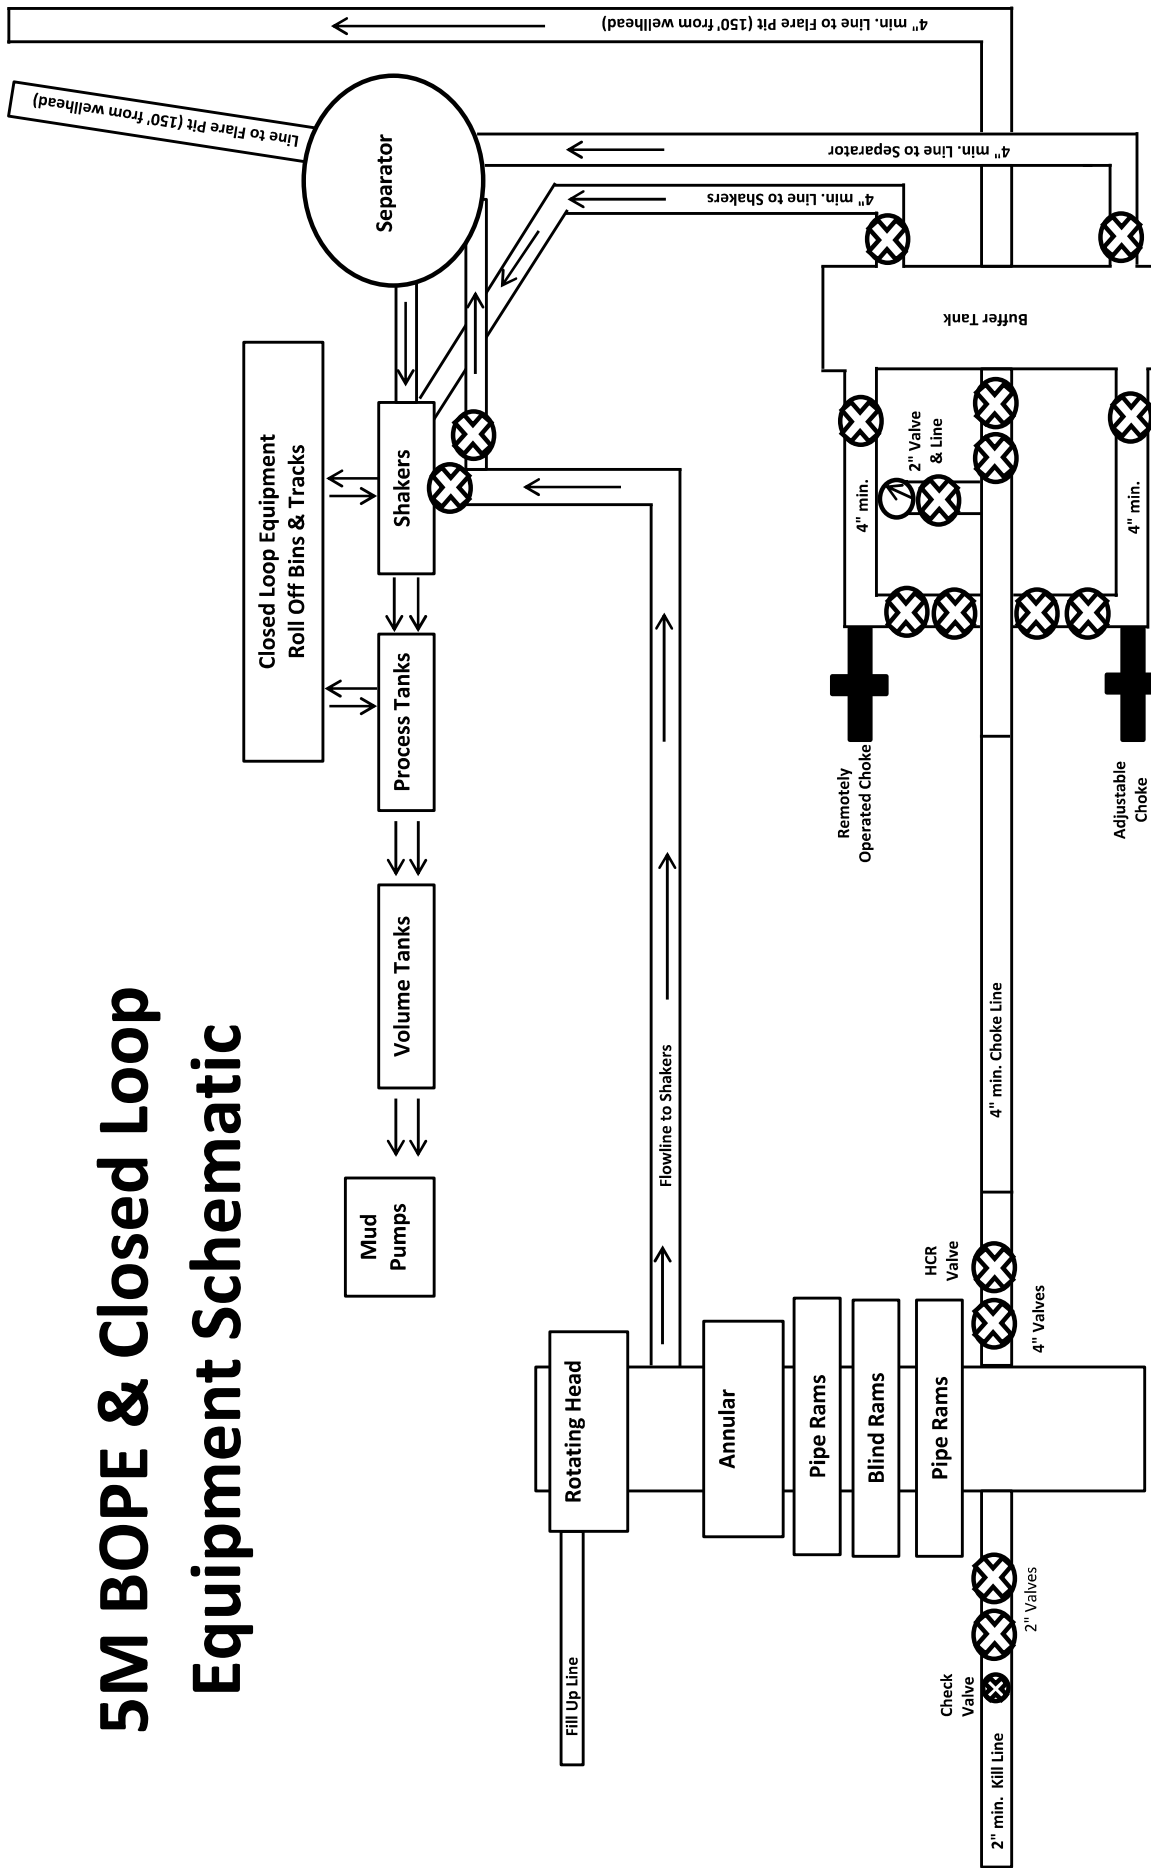 5M BOPE & Closed Loop
Equipment Schematic
4" min. Line to Flare Pit (150' from wellhead)
Line to Flare Pit (150' from wellhead)
Separator
4" min. Line to Separator
4" min. Line to Shakers
Closed Loop Equipment
Roll Off Bins & Tracks
Mud
Pumps
Volume Tanks
Process Tanks
Shakers
Fill Up Line
Rotating Head
Flowline to Shakers
Annular
Pipe Rams
Blind Rams
Pipe Rams
2" min. Kill Line
Check
Valve
2" Valves
4" Valves
HCR
Valve
4" min. Choke Line
Remotely
Operated Choke
Adjustable
Choke
4" min.
2" Valve
& Line
4" min.
Buffer Tank